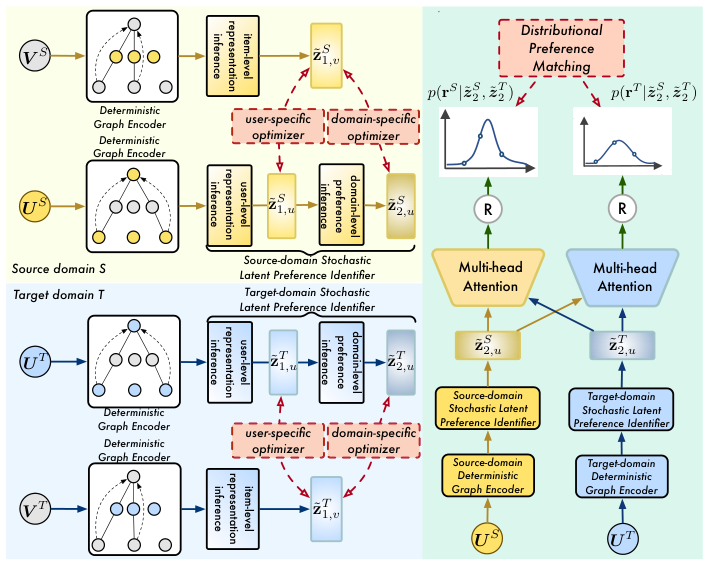 V^S
Deterministic
Graph Encoder
item-level
representation
inference
z̃^S_{1,v}
user-specific
optimizer
domain-specific
optimizer
Deterministic
Graph Encoder
U^S
user-level
representation
inference
z̃^S_{1,u}
domain-level
preference
inference
z̃^S_{2,u}
Source domain S
Source-domain Stochastic
Latent Preference Identifier
Target domain T
Target-domain Stochastic
Latent Preference Identifier
U^T
Deterministic
Graph Encoder
user-level
representation
inference
z̃^T_{1,u}
domain-level
preference
inference
z̃^T_{2,u}
user-specific
optimizer
domain-specific
optimizer
Deterministic
Graph Encoder
V^T
item-level
representation
inference
z̃^T_{1,v}
Distributional
Preference
Matching
p(r^S|z̃^S_2, z̃^T_2)
p(r^T|z̃^S_2, z̃^T_2)
R
R
Multi-head
Attention
Multi-head
Attention
z̃^S_{2,u}
z̃^T_{2,u}
Source-domain
Stochastic Latent
Preference Identifier
Target-domain
Stochastic Latent
Preference Identifier
Source-domain
Deterministic
Graph Encoder
Target-domain
Deterministic
Graph Encoder
U^S
U^T